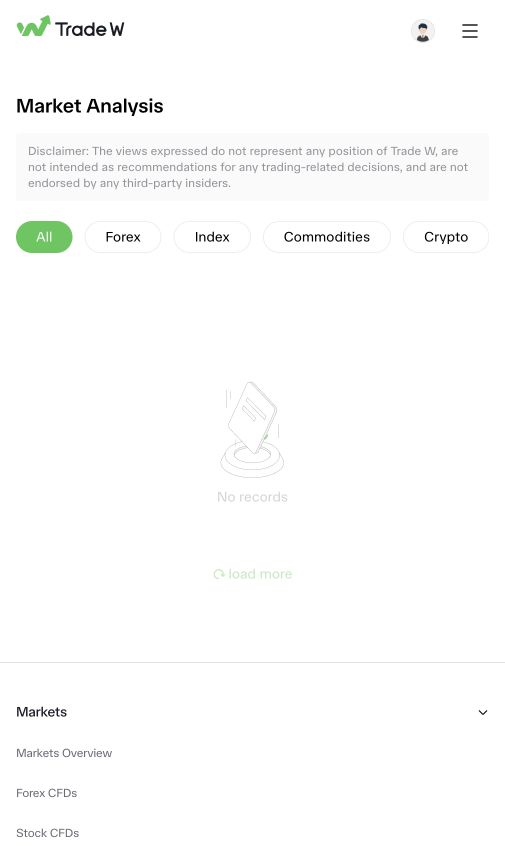 Trade W
Market Analysis
Disclaimer: The views expressed do not represent any position of Trade W, are
not intended as recommendations for any trading-related decisions, and are not
endorsed by any third-party insiders.
All Forex Index Commodities Crypto
No records
load more
Markets
Markets Overview
Forex CFDs
Stock CFDs